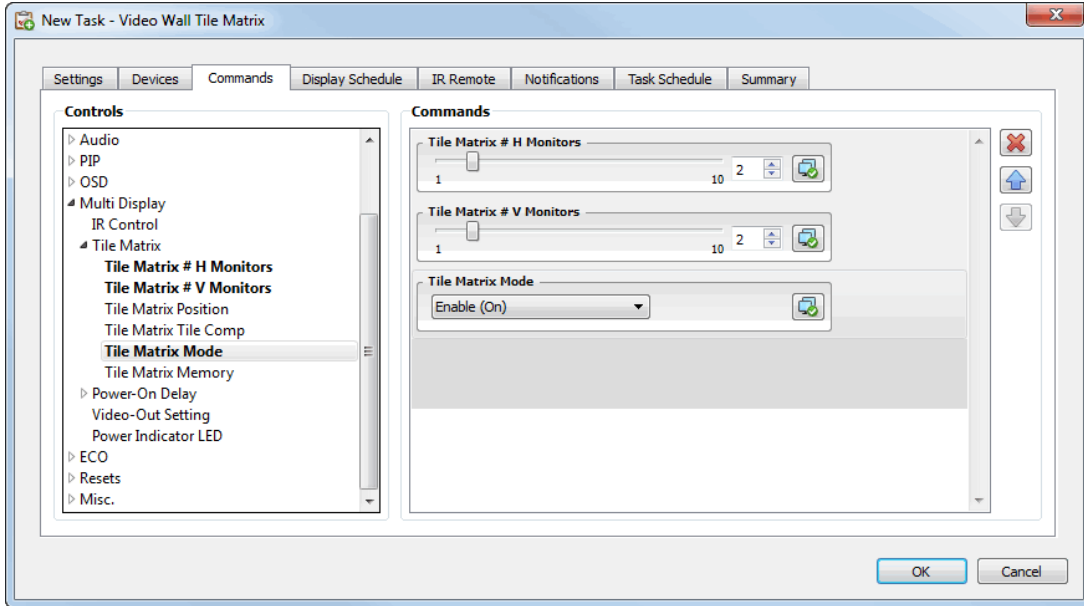 New Task - Video Wall Tile Matrix
Settings Devices Commands Display Schedule IR Remote Notifications Task Schedule Summary
Controls
Audio
PIP
OSD
Multi Display
IR Control
Tile Matrix
Tile Matrix # H Monitors
Tile Matrix # V Monitors
Tile Matrix Position
Tile Matrix Tile Comp
Tile Matrix Mode
Tile Matrix Memory
Power-On Delay
Video-Out Setting
Power Indicator LED
ECO
Resets
Misc.
Commands
Tile Matrix # H Monitors
1 10 2
Tile Matrix # V Monitors
1 10 2
Tile Matrix Mode
Enable (On)
OK Cancel